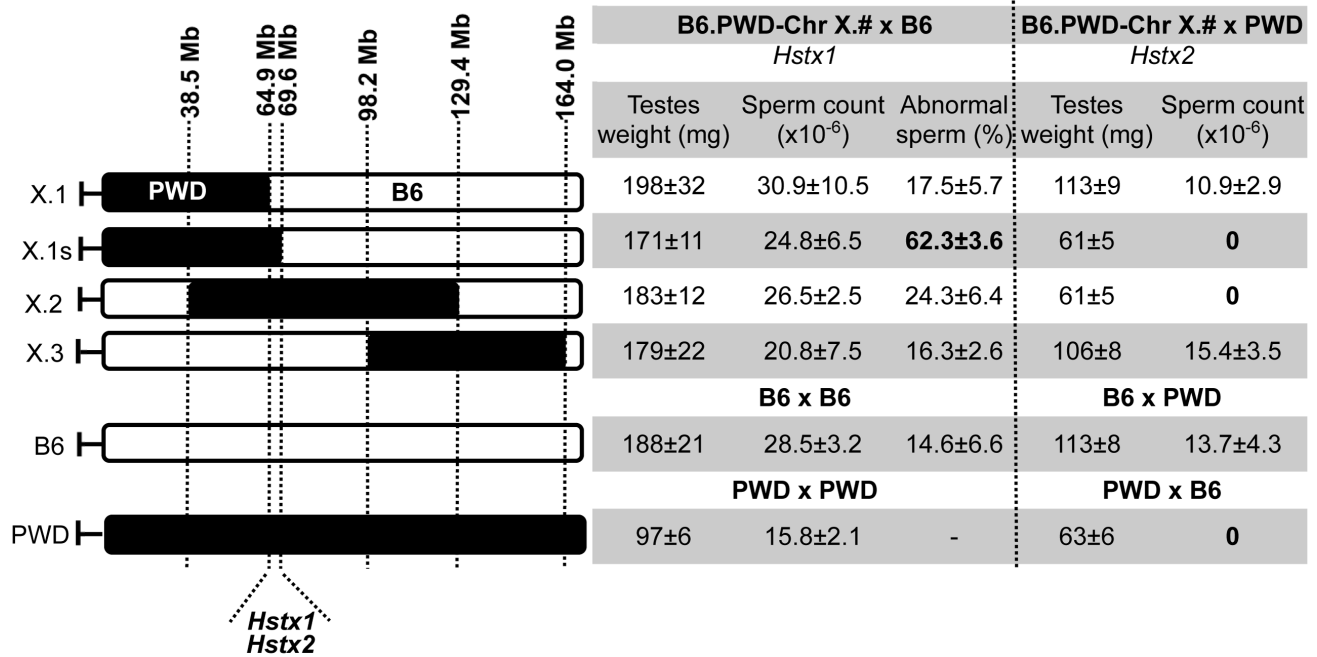 38.5 Mb
64.9 Mb
69.6 Mb
98.2 Mb
129.4 Mb
164.0 Mb
B6.PWD-Chr X.# x B6 B6.PWD-Chr X.# x PWD
Hstx1 Hstx2
Testes Sperm count Abnormal Testes Sperm count
weight (mg) (x10⁻⁶) sperm (%) weight (mg) (x10⁻⁶)
X.1 PWD B6 198±32 30.9±10.5 17.5±5.7 113±9 10.9±2.9
X.1s 171±11 24.8±6.5 62.3±3.6 61±5 0
X.2 183±12 26.5±2.5 24.3±6.4 61±5 0
X.3 179±22 20.8±7.5 16.3±2.6 106±8 15.4±3.5
B6 x B6 B6 x PWD
B6 188±21 28.5±3.2 14.6±6.6 113±8 13.7±4.3
PWD x PWD PWD x B6
PWD 97±6 15.8±2.1 - 63±6 0
Hstx1
Hstx2